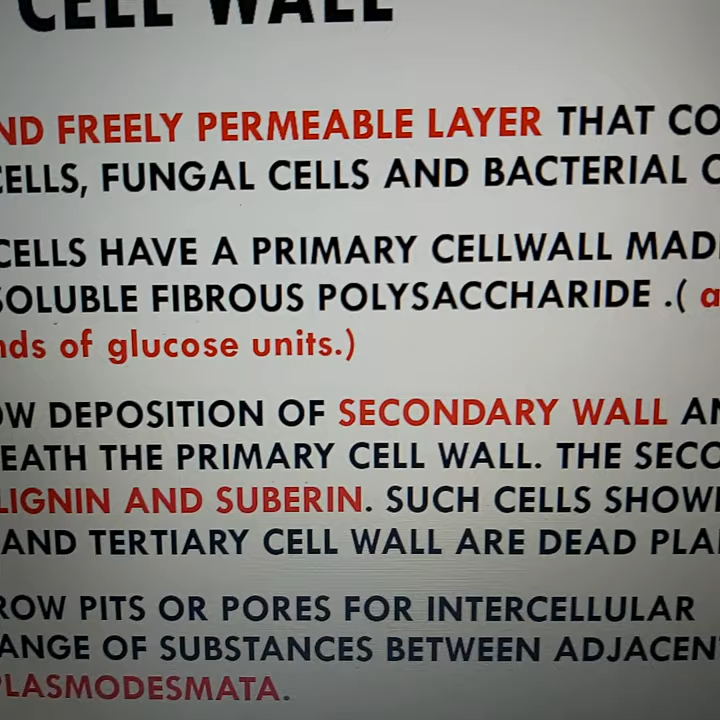 CELL WALL
ND FREELY PERMEABLE LAYER THAT CO
CELLS, FUNGAL CELLS AND BACTERIAL C
CELLS HAVE A PRIMARY CELLWALL MAD
SOLUBLE FIBROUS POLYSACCHARIDE .( a
nds of glucose units.)
OW DEPOSITION OF SECONDARY WALL AN
EATH THE PRIMARY CELL WALL. THE SECO
LIGNIN AND SUBERIN. SUCH CELLS SHOW
AND TERTIARY CELL WALL ARE DEAD PLA
ROW PITS OR PORES FOR INTERCELLULAR
ANGE OF SUBSTANCES BETWEEN ADJACEN
PLASMODESMATA.